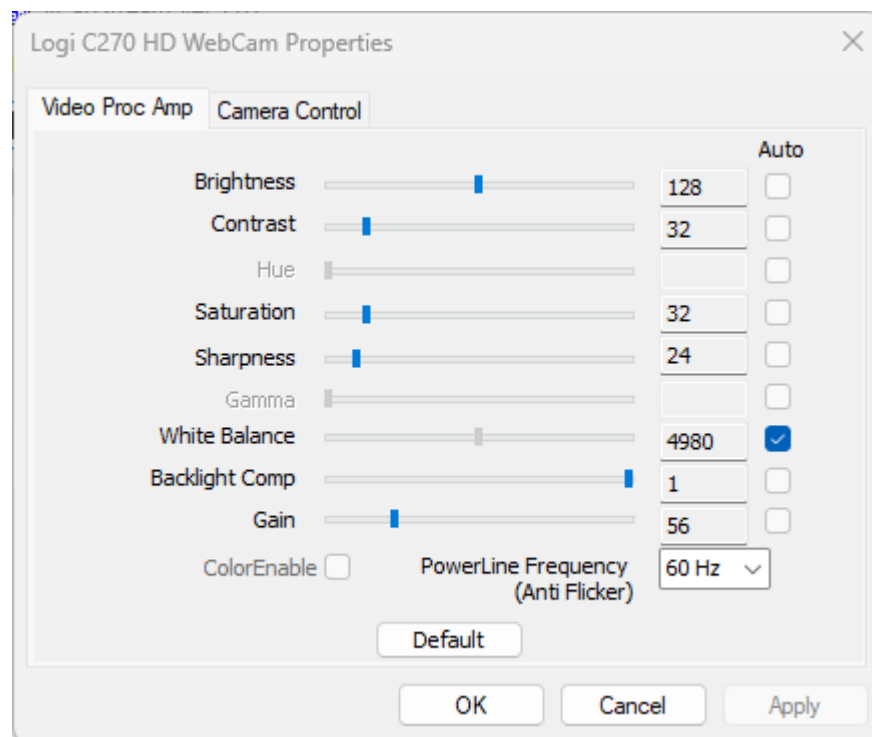 Logi C270 HD WebCam Properties
Video Proc Amp Camera Control
Auto
Brightness 128
Contrast 32
Hue
Saturation 32
Sharpness 24
Gamma
White Balance 4980
Backlight Comp 1
Gain 56
ColorEnable PowerLine Frequency 60 Hz
(Anti Flicker)
Default
OK Cancel Apply